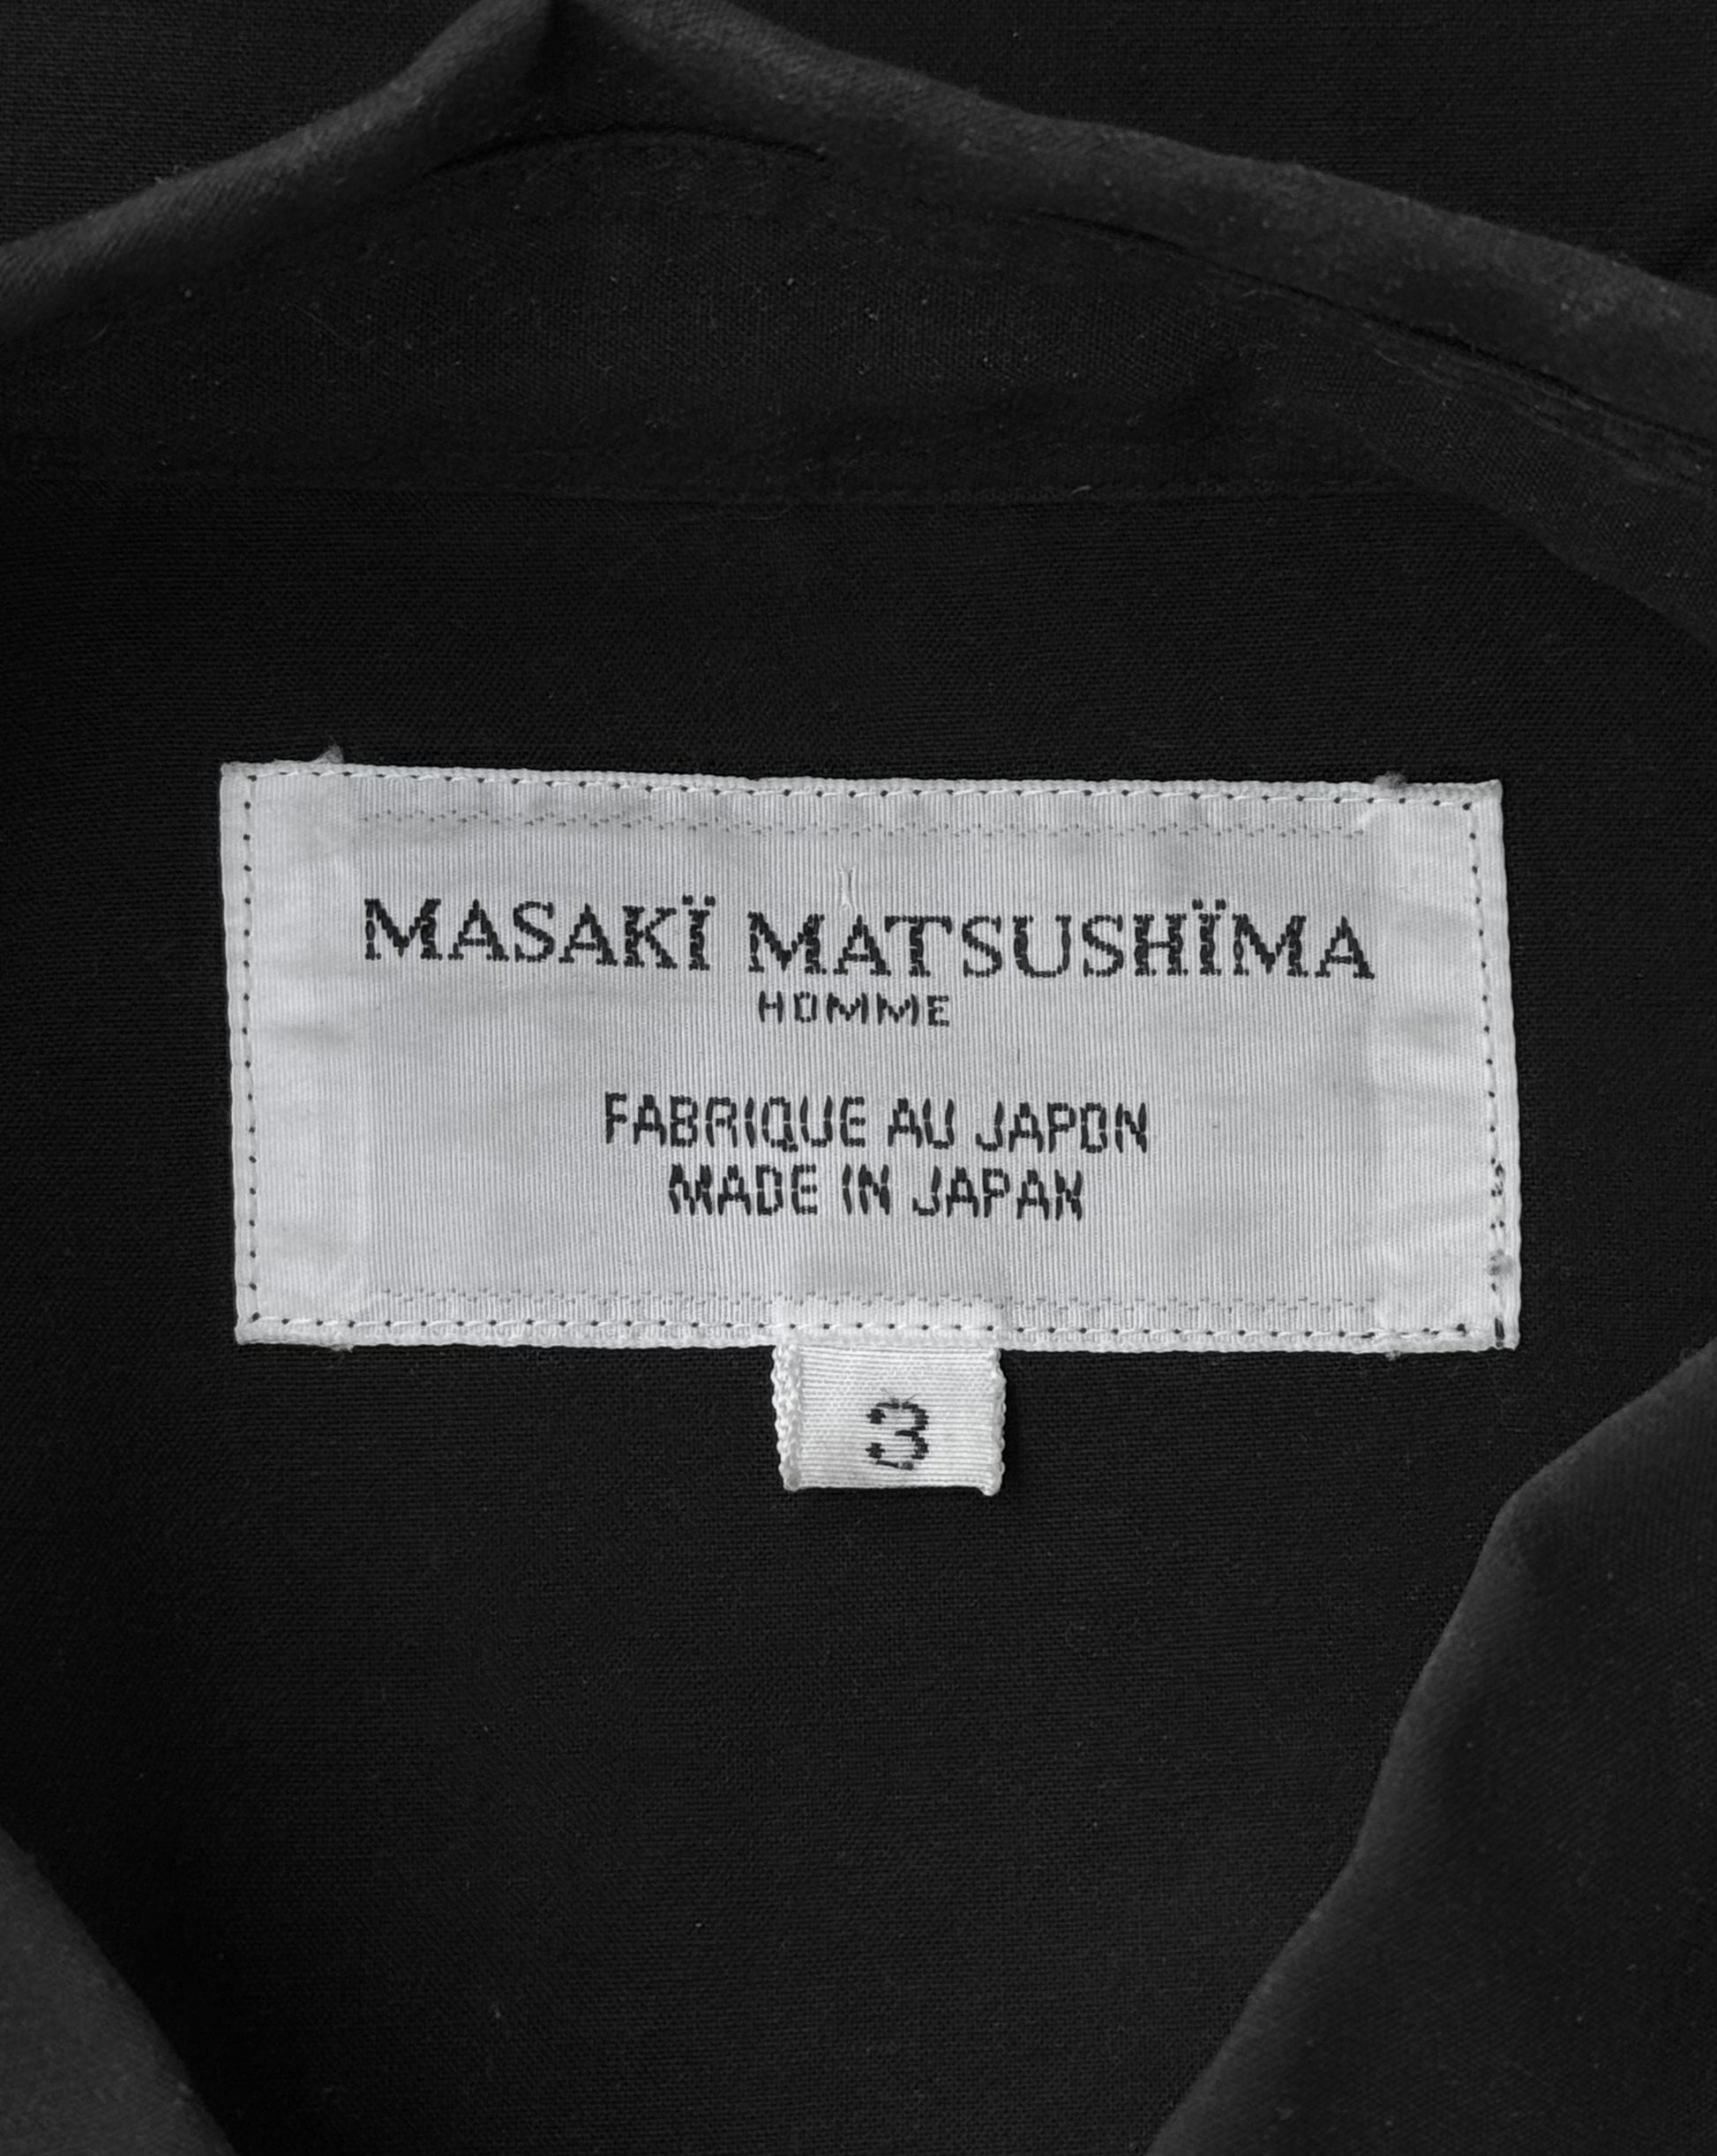 MASAKÏ MATSUSHÏMA
HOMME
FABRIQUE AU JAPON
MADE IN JAPAN
3